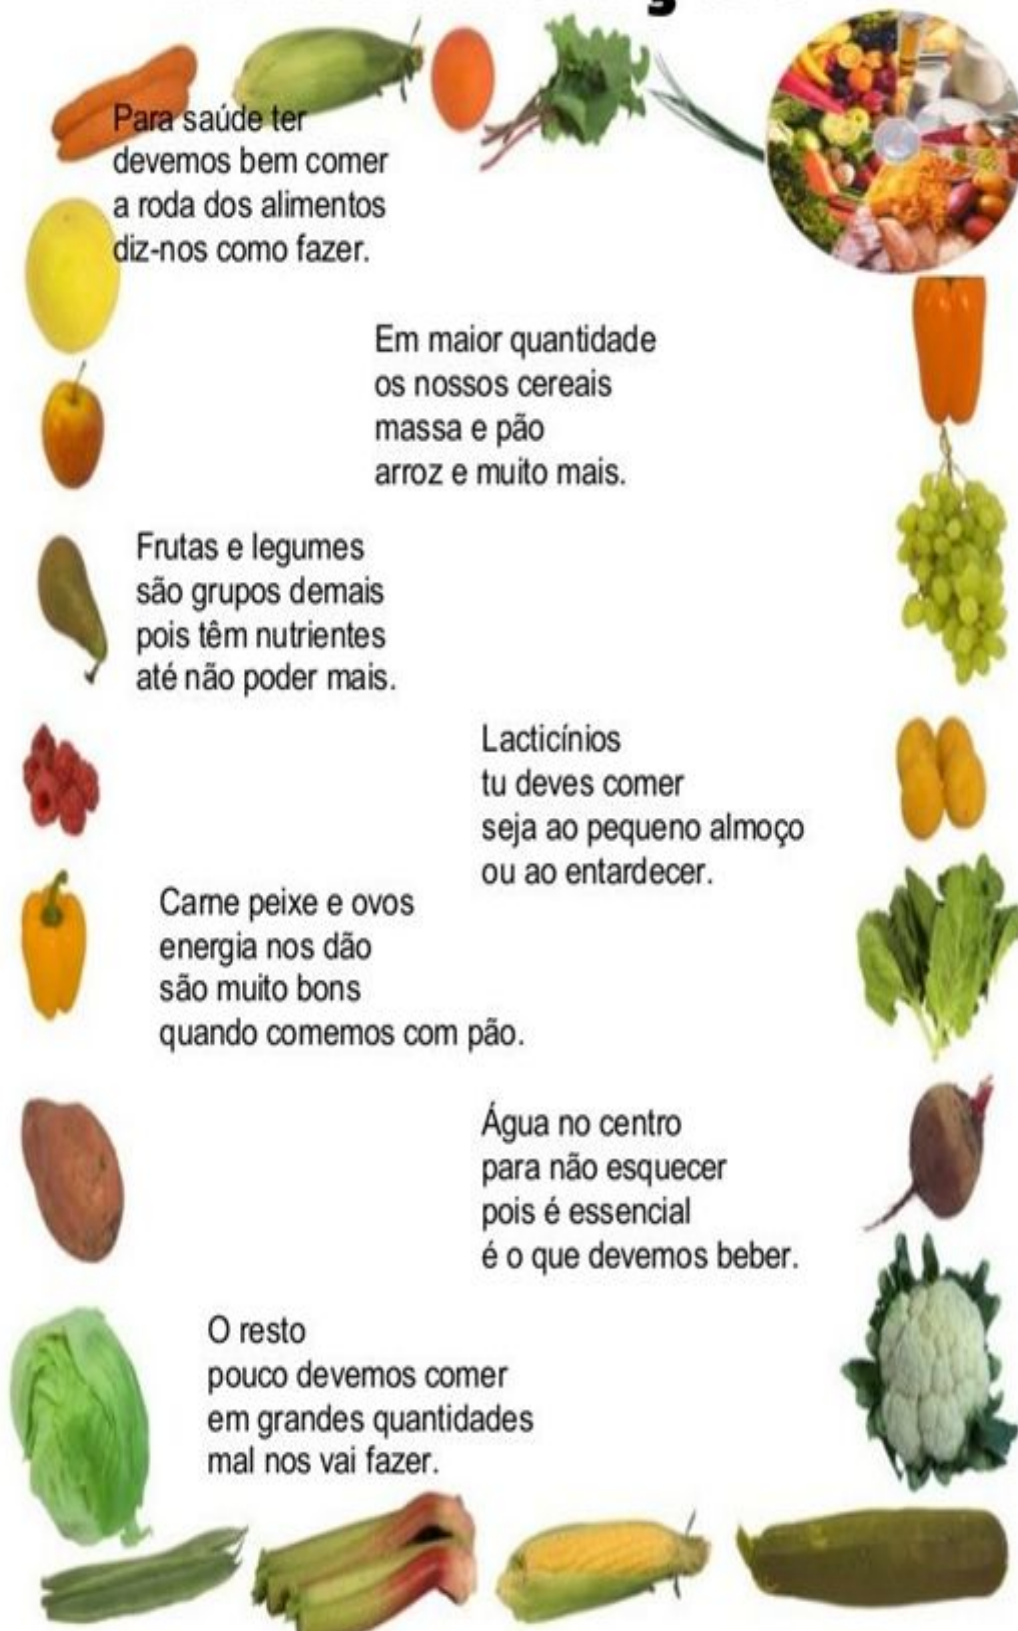 Para saúde ter
devemos bem comer
a roda dos alimentos
diz-nos como fazer.
Em maior quantidade
os nossos cereais
massa e pão
arroz e muito mais.
Frutas e legumes
são grupos demais
pois têm nutrientes
até não poder mais.
Lacticínios
tu deves comer
seja ao pequeno almoço
ou ao entardecer.
Carne peixe e ovos
energia nos dão
são muito bons
quando comemos com pão.
Água no centro
para não esquecer
pois é essencial
é o que devemos beber.
O resto
pouco devemos comer
em grandes quantidades
mal nos vai fazer.